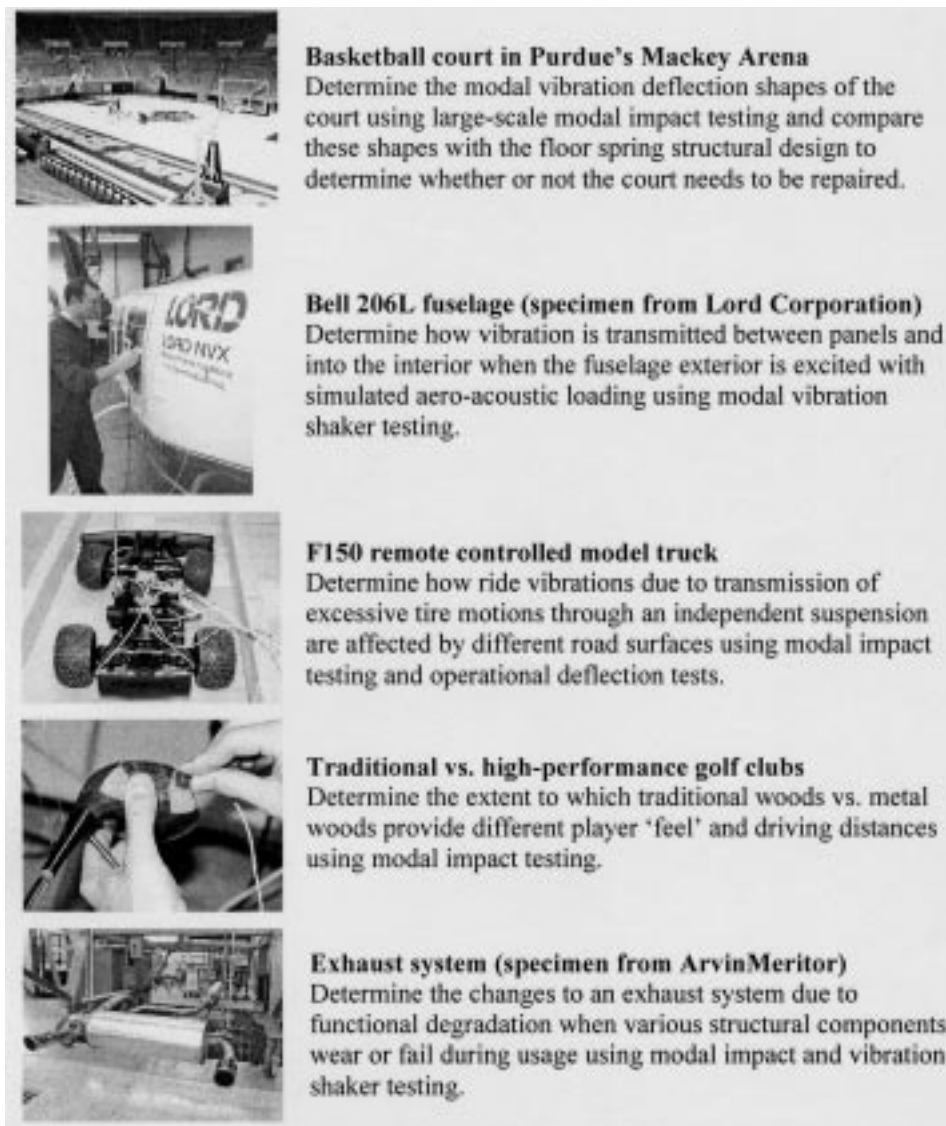 Basketball court in Purdue's Mackey Arena
Determine the modal vibration deflection shapes of the
court using large-scale modal impact testing and compare
these shapes with the floor spring structural design to
determine whether or not the court needs to be repaired.
LORD
LORD NVX
Bell 206L fuselage (specimen from Lord Corporation)
Determine how vibration is transmitted between panels and
into the interior when the fuselage exterior is excited with
simulated aero-acoustic loading using modal vibration
shaker testing.
F150 remote controlled model truck
Determine how ride vibrations due to transmission of
excessive tire motions through an independent suspension
are affected by different road surfaces using modal impact
testing and operational deflection tests.
Traditional vs. high-performance golf clubs
Determine the extent to which traditional woods vs. metal
woods provide different player ‘feel’ and driving distances
using modal impact testing.
Exhaust system (specimen from ArvinMeritor)
Determine the changes to an exhaust system due to
functional degradation when various structural components
wear or fail during usage using modal impact and vibration
shaker testing.